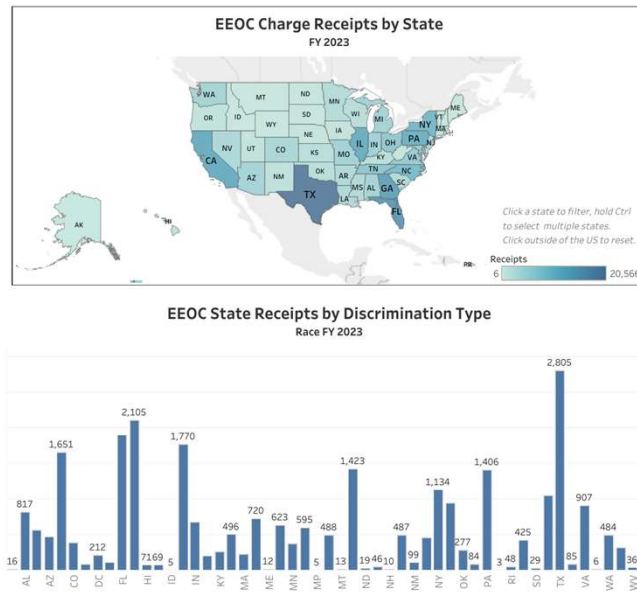 EEOC Charge Receipts by State
FY 2023
WA
MT
ND
MN
ME
OR
ID
SD
WI
MI
VT
NY
MA
WY
IA
NE
PA
NJ
NV
UT
CO
KS
MO
IL
IN
OH
VA
CA
KY
AZ
NM
OK
AR
TN
NC
SC
MS
AL
GA
TX
LA
FL
AK
HI
PR
Click a state to filter, hold Ctrl
to select multiple states.
Click outside of the US to reset.
Receipts
6 20,566
EEOC State Receipts by Discrimination Type
Race FY 2023
2,805
2,105
1,770
1,651
1,423
1,406
1,134
817 720 623 595 907
496 488 487 425 484
212 277
16 71 69 5 12 5 13 19 46 10 99 84 3 48 29 85 6 36
AL AZ CO DC FL HI ID IN KY MA ME MN MP MT ND NH NM NY OK PA RI SD TX VA WA WV